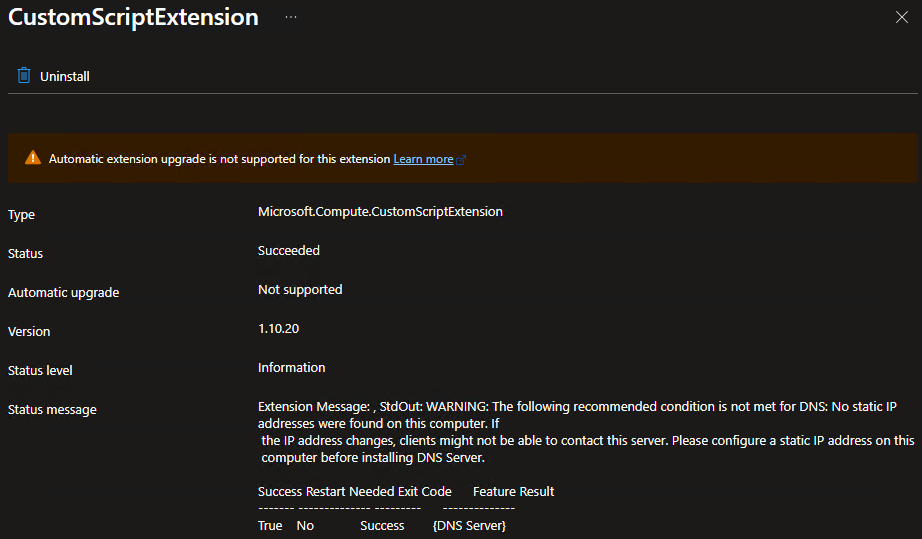 CustomScriptExtension ...
Uninstall
Automatic extension upgrade is not supported for this extension Learn more
Type Microsoft.Compute.CustomScriptExtension
Status Succeeded
Automatic upgrade Not supported
Version 1.10.20
Status level Information
Status message Extension Message: , StdOut: WARNING: The following recommended condition is not met for DNS: No static IP
addresses were found on this computer. If
the IP address changes, clients might not be able to contact this server. Please configure a static IP address on this
computer before installing DNS Server.
Success Restart Needed Exit Code Feature Result
------- -------------- --------- --------------
True No Success {DNS Server}